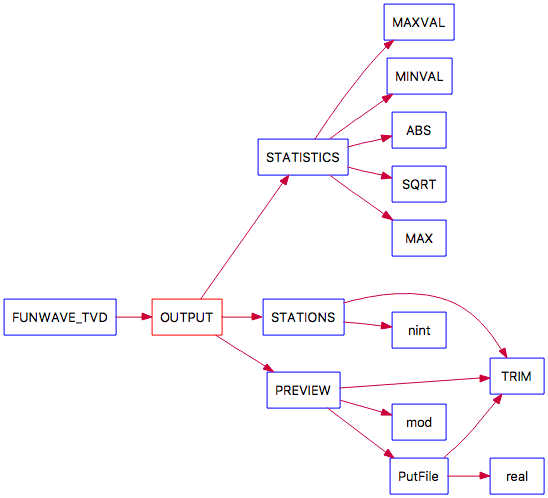 MAXVAL
MINVAL
ABS
STATISTICS
SQRT
MAX
FUNWAVE_TVD
OUTPUT
STATIONS
nint
TRIM
PREVIEW
mod
PutFile
real